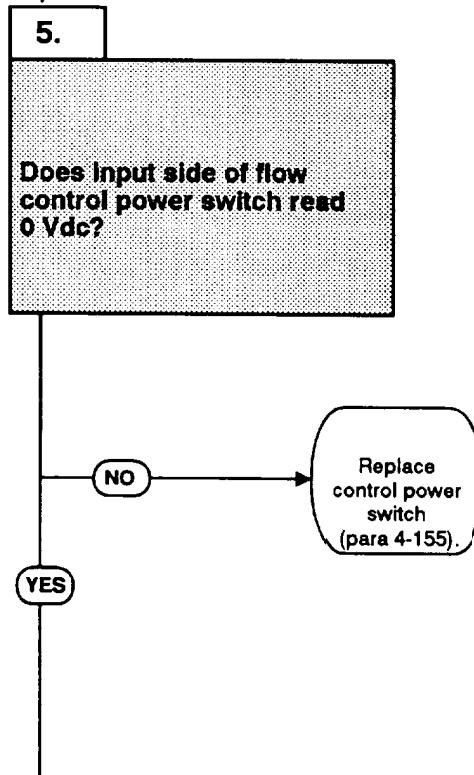 5.
Does input side of flow
control power switch read
0 Vdc?
NO
Replace
control power
switch
(para 4-155).
YES